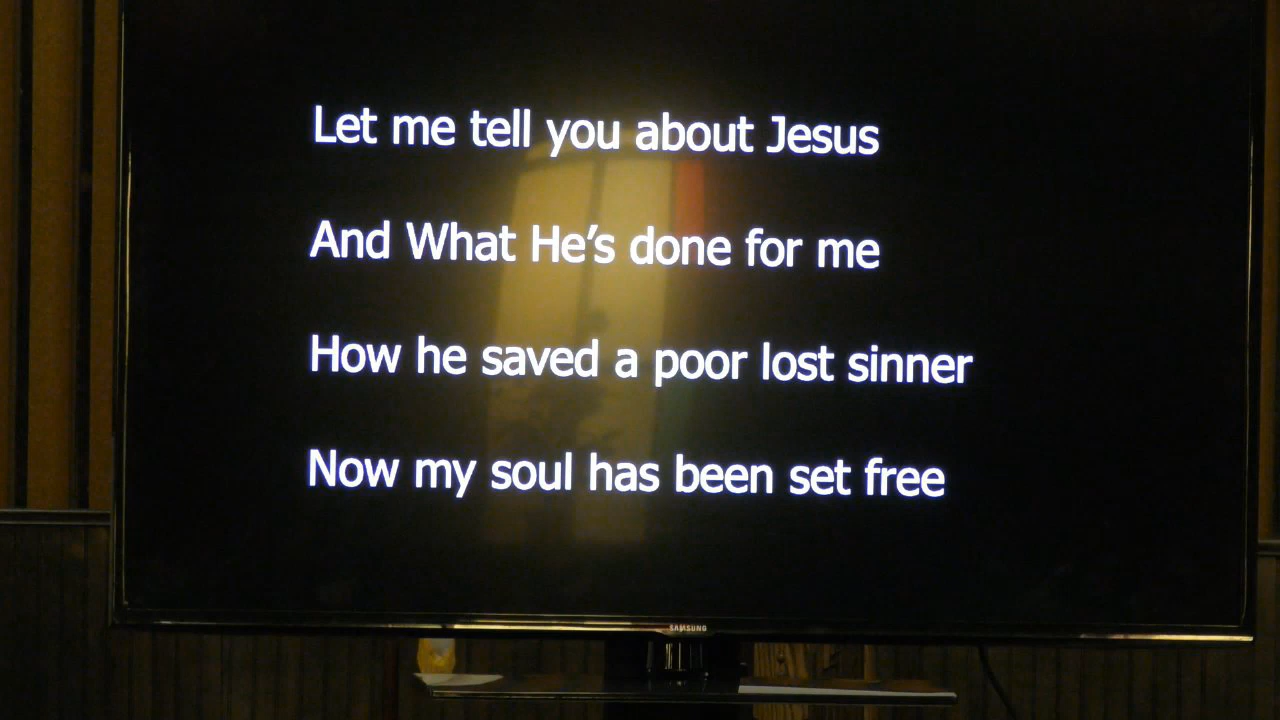 Let me tell you about Jesus
And What He's done for me
How he saved a poor lost sinner
Now my soul has been set free
SAMSUNG